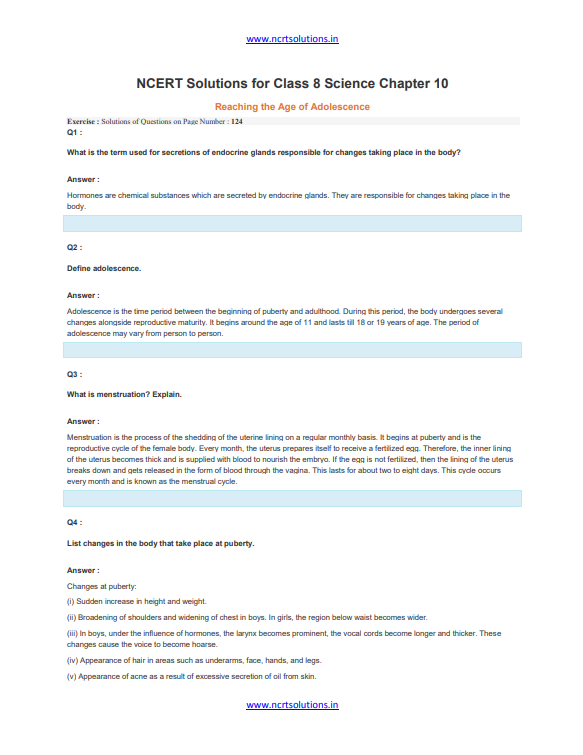 www.ncrtsolutions.in
NCERT Solutions for Class 8 Science Chapter 10
Reaching the Age of Adolescence
Exercise : Solutions of Questions on Page Number : 124
Q1 :
What is the term used for secretions of endocrine glands responsible for changes taking place in the body?
Answer :
Hormones are chemical substances which are secreted by endocrine glands. They are responsible for changes taking place in the
body.
Q2 :
Define adolescence.
Answer :
Adolescence is the time period between the beginning of puberty and adulthood. During this period, the body undergoes several
changes alongside reproductive maturity. It begins around the age of 11 and lasts till 18 or 19 years of age. The period of
adolescence may vary from person to person.
Q3 :
What is menstruation? Explain.
Answer :
Menstruation is the process of the shedding of the uterine lining on a regular monthly basis. It begins at puberty and is the
reproductive cycle of the female body. Every month, the uterus prepares itself to receive a fertilized egg. Therefore, the inner lining
of the uterus becomes thick and is supplied with blood to nourish the embryo. If the egg is not fertilized, then the lining of the uterus
breaks down and gets released in the form of blood through the vagina. This lasts for about two to eight days. This cycle occurs
every month and is known as the menstrual cycle.
Q4 :
List changes in the body that take place at puberty.
Answer :
Changes at puberty:
(i) Sudden increase in height and weight.
(ii) Broadening of shoulders and widening of chest in boys. In girls, the region below waist becomes wider.
(iii) In boys, under the influence of hormones, the larynx becomes prominent, the vocal cords become longer and thicker. These
changes cause the voice to become hoarse.
(iv) Appearance of hair in areas such as underarms, face, hands, and legs.
(v) Appearance of acne as a result of excessive secretion of oil from skin.
www.ncrtsolutions.in